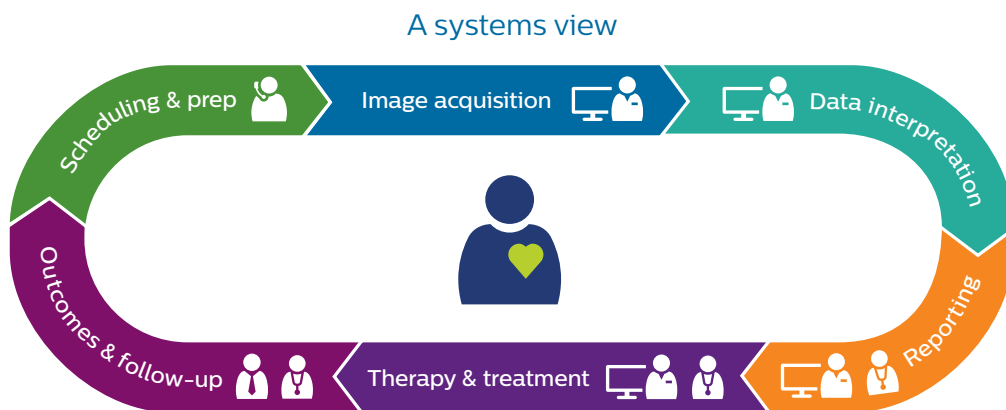 A systems view
Scheduling & prep
Image acquisition
Data interpretation
Reporting
Therapy & treatment
Outcomes & follow-up